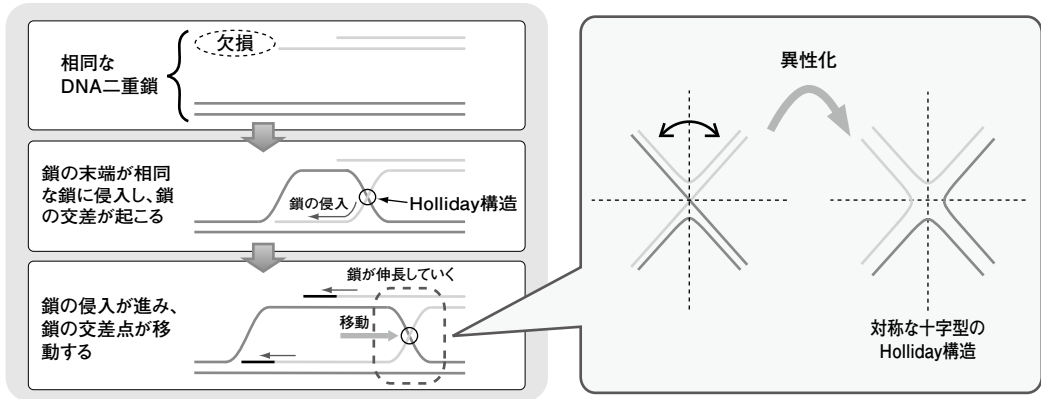 欠損
相同な
DNA二重鎖
鎖の末端が相同
な鎖に侵入し、鎖
の交差が起こる
鎖の侵入
Holliday構造
鎖が伸長していく
鎖の侵入が進み、
鎖の交差点が移
動する
移動
異性化
対称な十字型の
Holliday構造